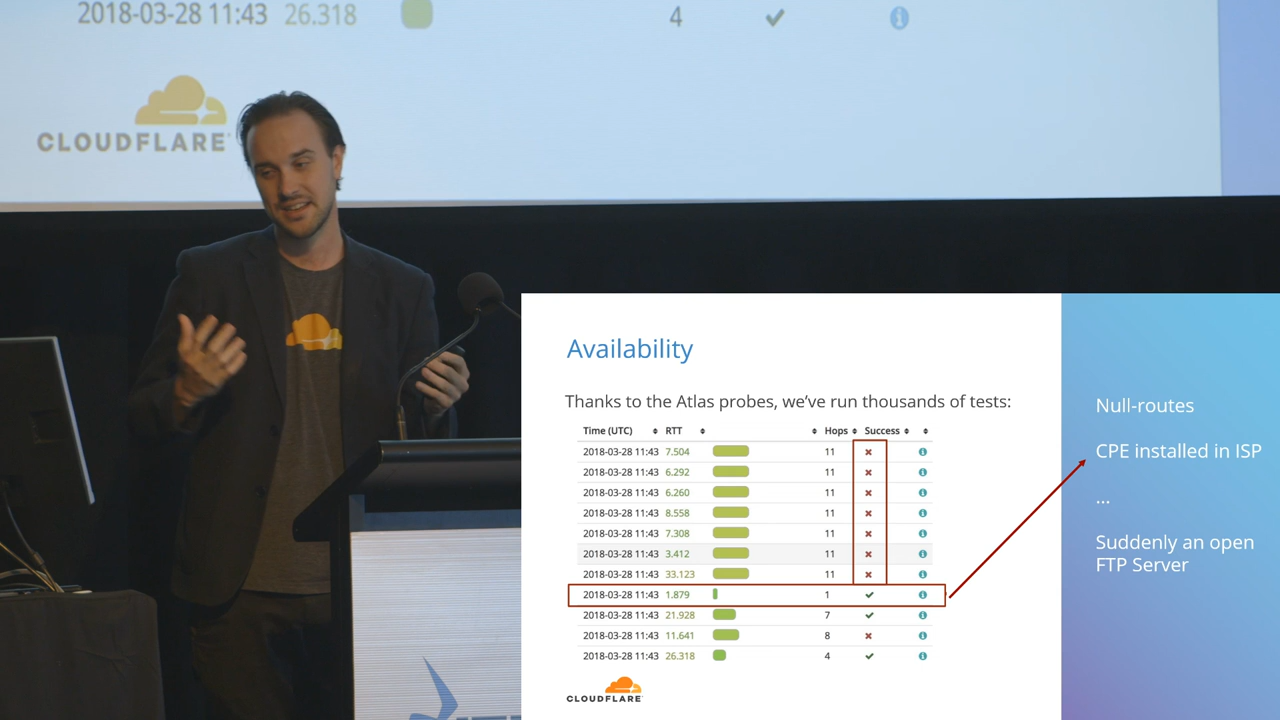 2018-03-28 11:43 26.318 4
CLOUDFLARE
Availability
Thanks to the Atlas probes, we've run thousands of tests:
Time (UTC) RTT Hops Success
2018-03-28 11:43 7.504 11
2018-03-28 11:43 6.292 11
2018-03-28 11:43 6.260 11
2018-03-28 11:43 8.558 11
2018-03-28 11:43 7.308 11
2018-03-28 11:43 3.412 11
2018-03-28 11:43 33.123 11
2018-03-28 11:43 1.879 1
2018-03-28 11:43 21.928 7
2018-03-28 11:43 11.641 8
2018-03-28 11:43 26.318 4
CLOUDFLARE
Null-routes
CPE installed in ISP
...
Suddenly an open
FTP Server